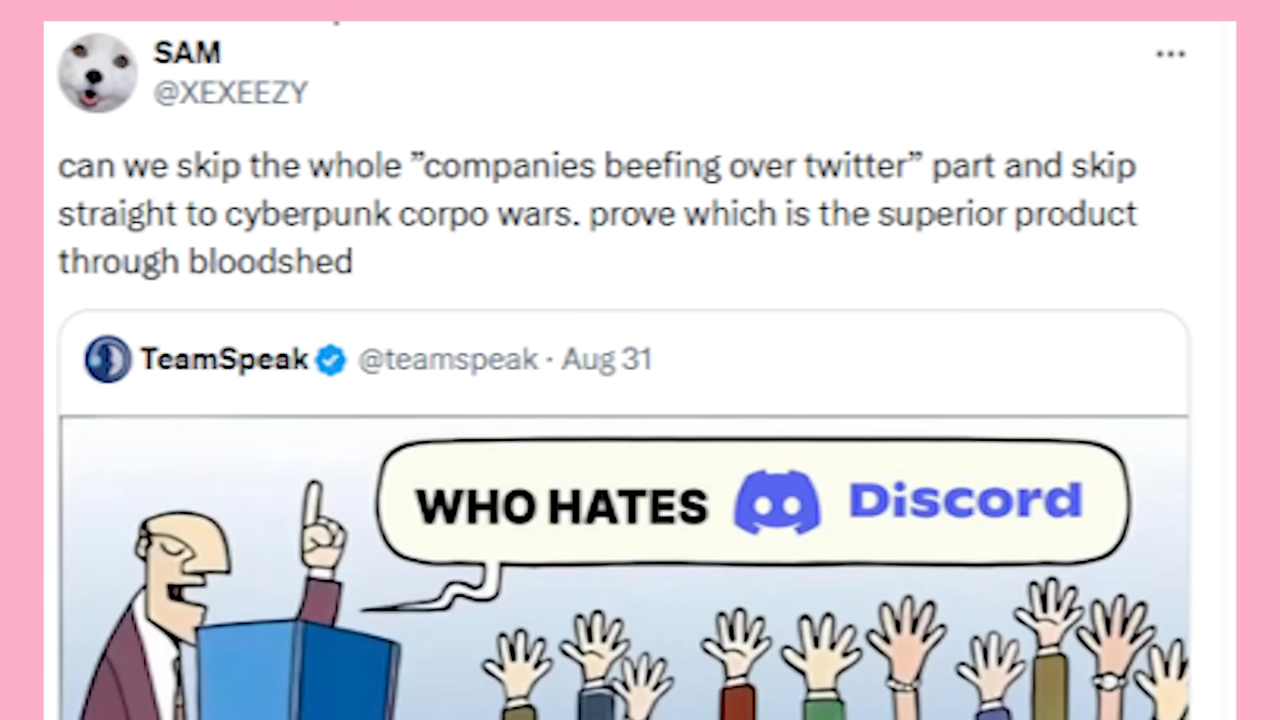 SAM
@XEXEEZY
can we skip the whole ”companies beefing over twitter” part and skip
straight to cyberpunk corpo wars. prove which is the superior product
through bloodshed
TeamSpeak @teamspeak · Aug 31
WHO HATES Discord